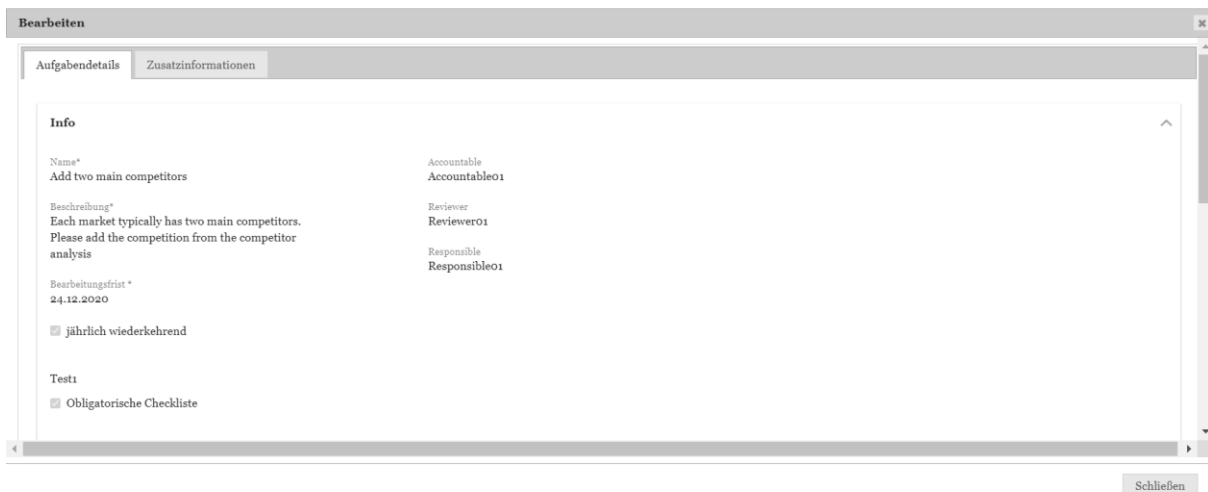 Bearbeiten
Aufgabendetails Zusatzinformationen
Info
Name*
Add two main competitors
Beschreibung*
Each market typically has two main competitors.
Please add the competition from the competitor
analysis
Bearbeitungsfrist *
24.12.2020
jährlich wiederkehrend
Test1
Obligatorische Checkliste
Accountable
Accountable01
Reviewer
Reviewer01
Responsible
Responsible01
Schließen